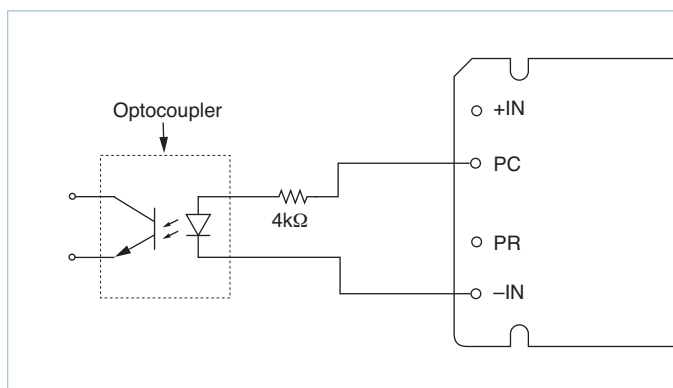 Optocoupler
4kΩ
+IN
PC
PR
–IN